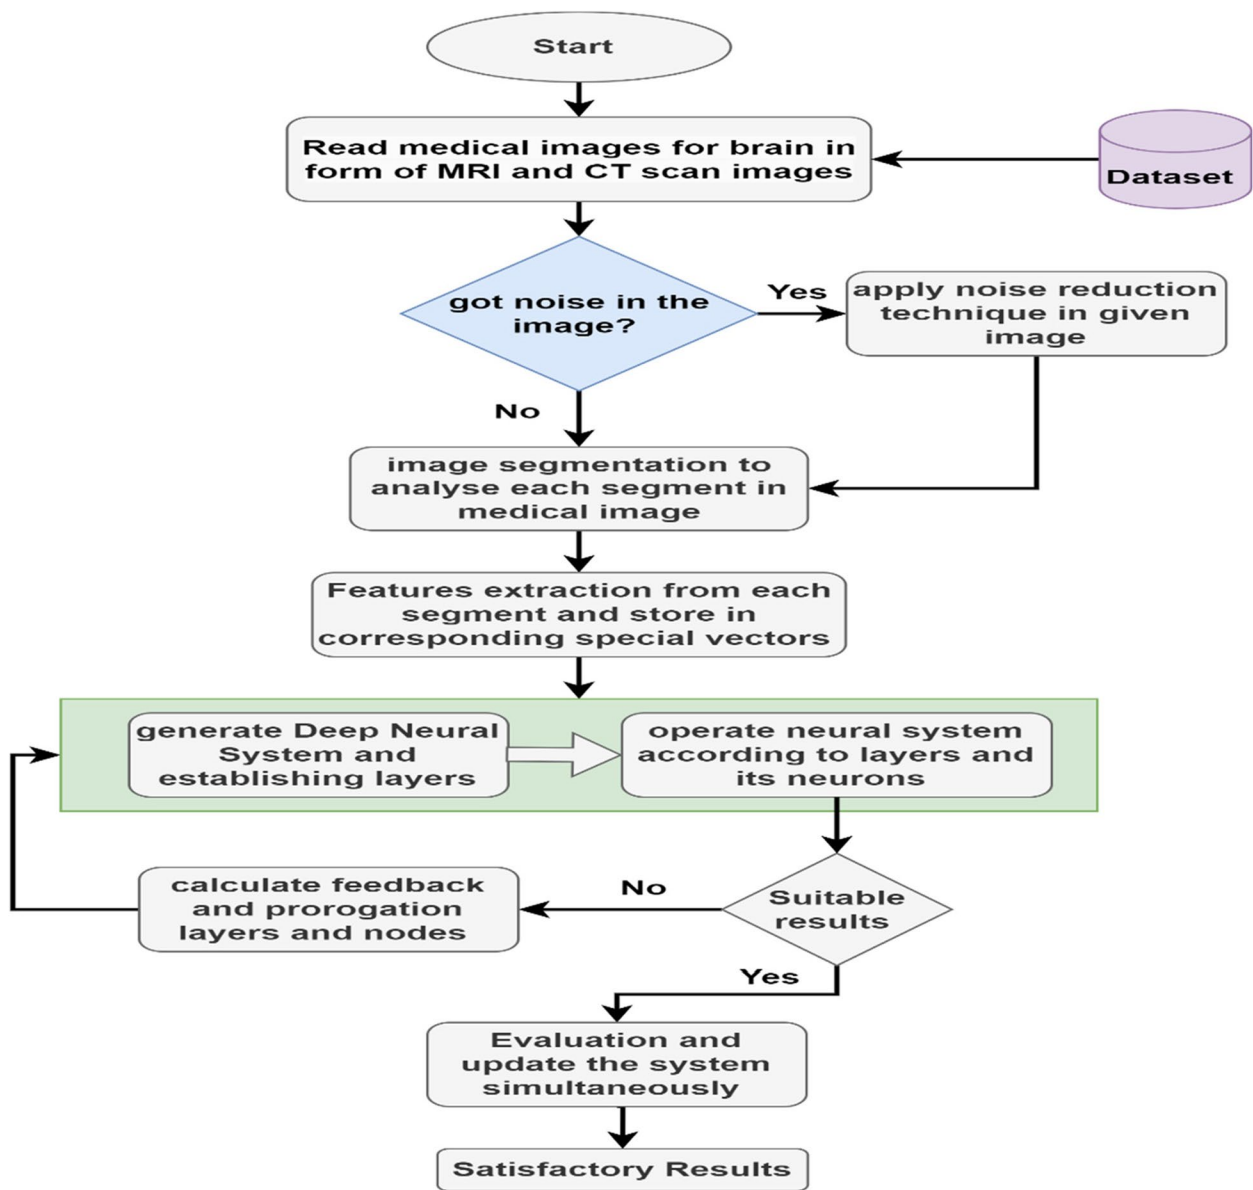 Start
Read medical images for brain in
form of MRI and CT scan images
Dataset
got noise in the
image?
Yes
apply noise reduction
technique in given
image
No
image segmentation to
analyse each segment in
medical image
Features extraction from each
segment and store in
corresponding special vectors
generate Deep Neural
System and
establishing layers
operate neural system
according to layers and
its neurons
Suitable
results
No
calculate feedback
and prorogation
layers and nodes
Yes
Evaluation and
update the system
simultaneously
Satisfactory Results